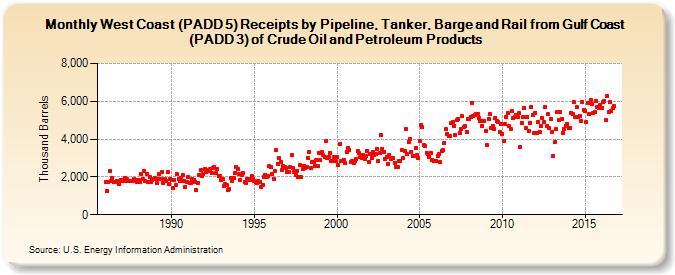 Monthly West Coast (PADD 5) Receipts by Pipeline, Tanker, Barge and Rail from Gulf Coast
(PADD 3) of Crude Oil and Petroleum Products
Thousand Barrels
8,000
6,000
4,000
2,000
0
1990
1995
2000
2005
2010
2015
Source: U.S. Energy Information Administration